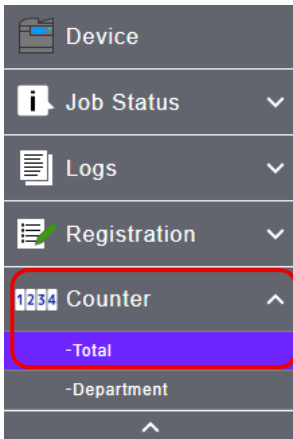 Device
i Job Status
Logs
Registration
1234 Counter
-Total
-Department